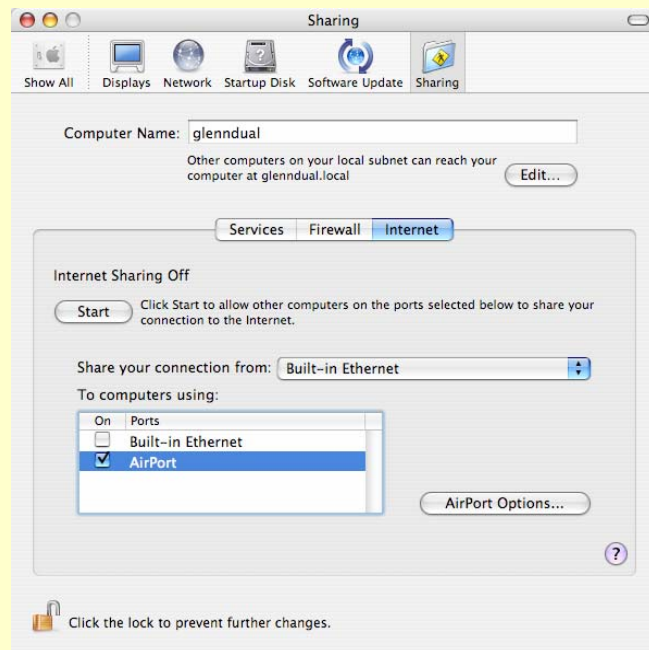 Sharing
Show All Displays Network Startup Disk Software Update Sharing
Computer Name: glenndual
Other computers on your local subnet can reach your
computer at glenndual.local
Edit...
Services Firewall Internet
Internet Sharing Off
Start
Click Start to allow other computers on the ports selected below to share your
connection to the Internet.
Share your connection from: Built-in Ethernet
To computers using:
On Ports
Built-in Ethernet
AirPort
AirPort Options...
?
Click the lock to prevent further changes.